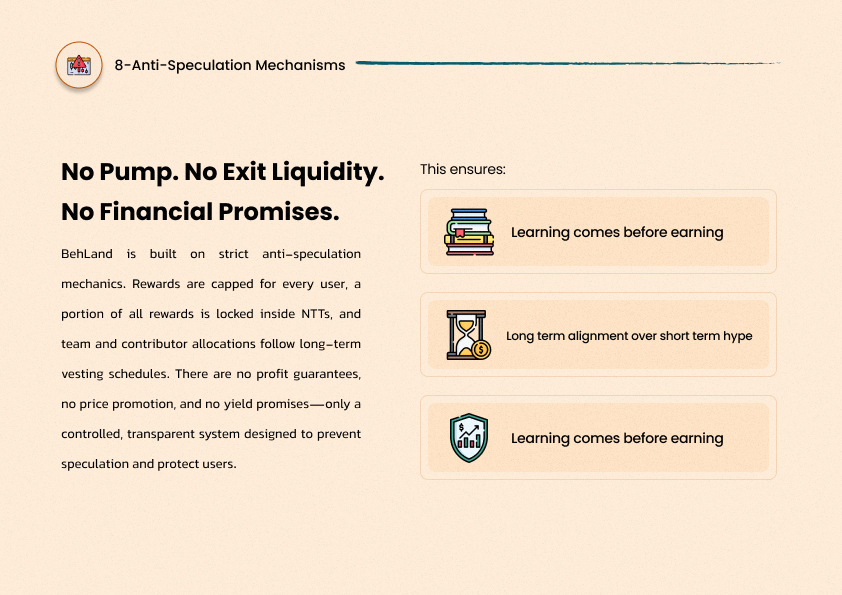 8-Anti-Speculation Mechanisms
No Pump. No Exit Liquidity.
No Financial Promises.
BehLand is built on strict anti-speculation
mechanics. Rewards are capped for every user, a
portion of all rewards is locked inside NTTs, and
team and contributor allocations follow long-term
vesting schedules. There are no profit guarantees,
no price promotion, and no yield promises—only a
controlled, transparent system designed to prevent
speculation and protect users.
This ensures:
Learning comes before earning
Long term alignment over short term hype
Learning comes before earning